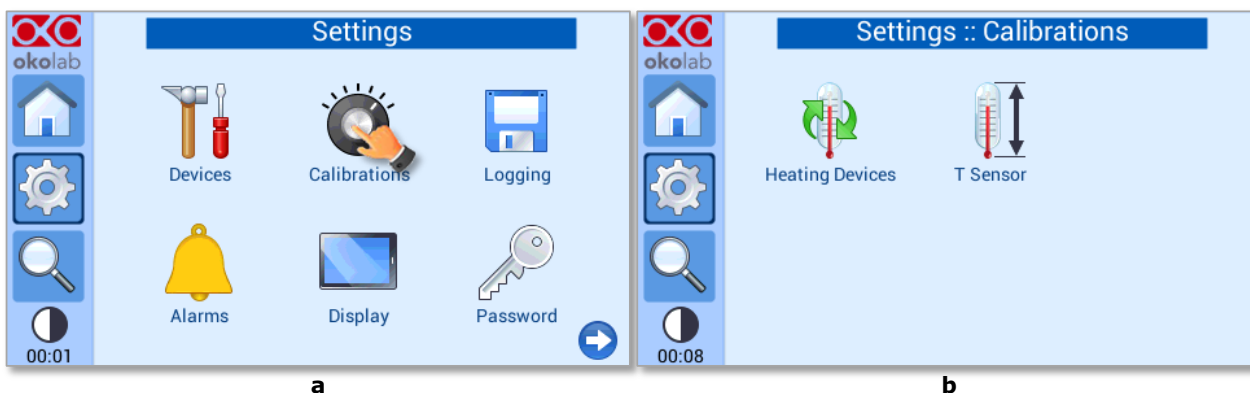 Settings
okolab
Devices
Calibrations
Logging
Alarms
Display
Password
00:01
a
Settings :: Calibrations
okolab
Heating Devices
T Sensor
00:08
b